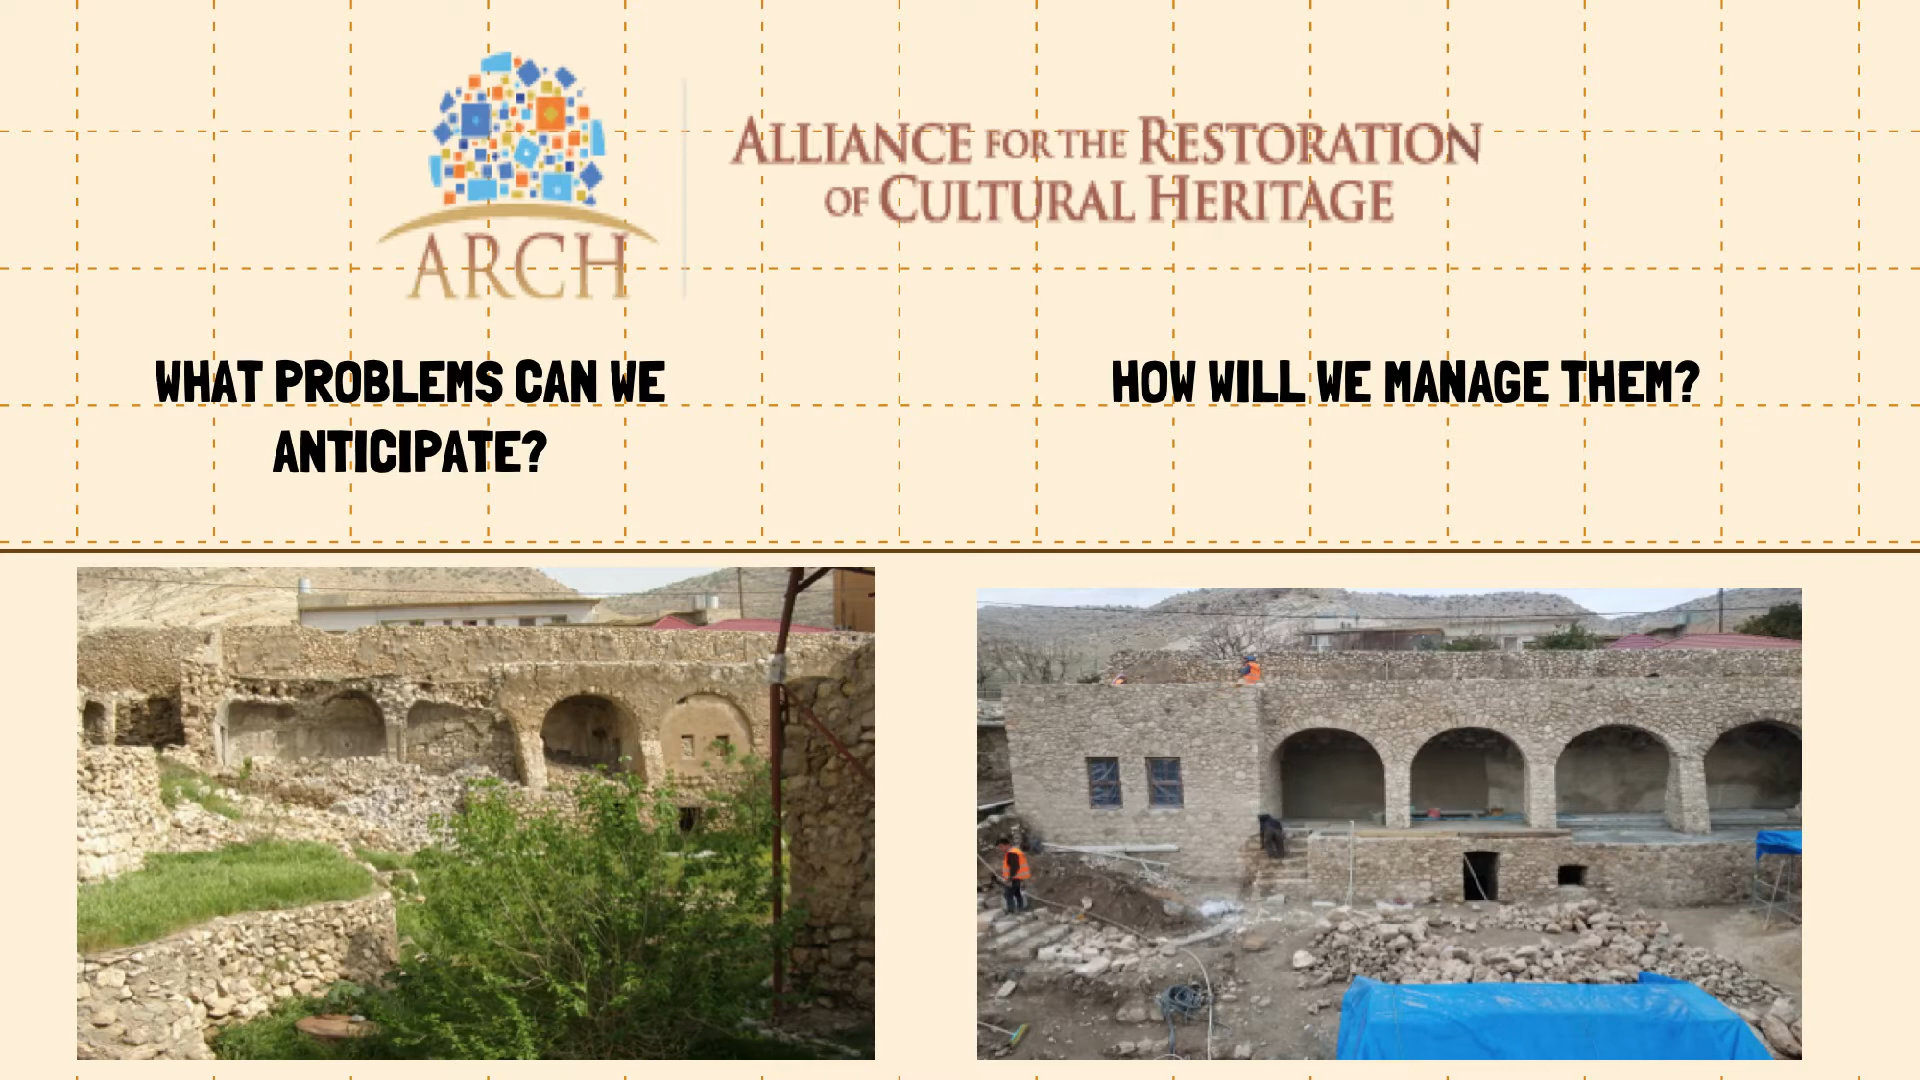 ARCH
ALLIANCE FOR THE RESTORATION
OF CULTURAL HERITAGE
WHAT PROBLEMS CAN WE
ANTICIPATE?
HOW WILL WE MANAGE THEM?